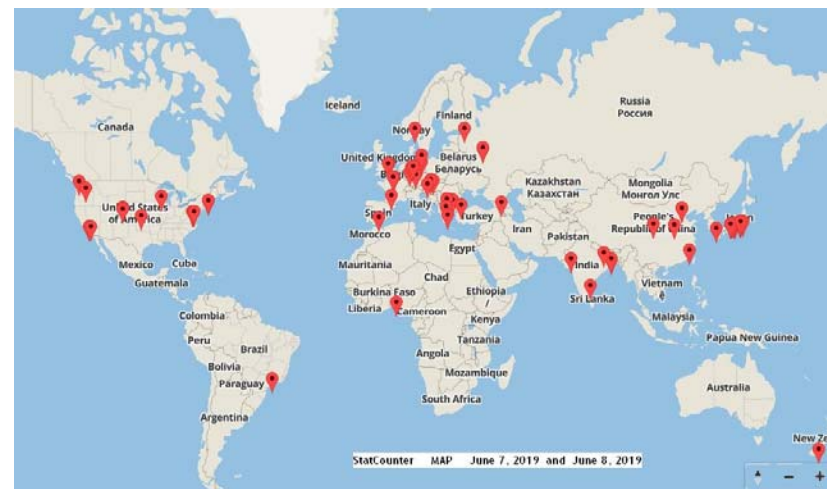 Iceland
Russia
Россия
Canada
Finland
Norway
United Kingdom
Belarus
Беларусь
Kazakhstan
Казахстан
Mongolia
Монгол Улс
United States
of America
Italy
Spain
Turkey
People's
Republic of China
Japan
Iran
Pakistan
Morocco
Egypt
Mexico
Cuba
Guatemala
Mauritania
India
Chad
Burkina Faso
Ethiopia
/
Vietnam
Liberia
Cameroon
Sri Lanka
Colombia
Kenya
Malaysia
Peru
Tanzania
Papua New Guinea
Brazil
Angola
Bolivia
Mozambique
Paraguay
Australia
South Africa
Argentina
New Ze
StatCounter MAP June 7, 2019 and June 8, 2019
− +